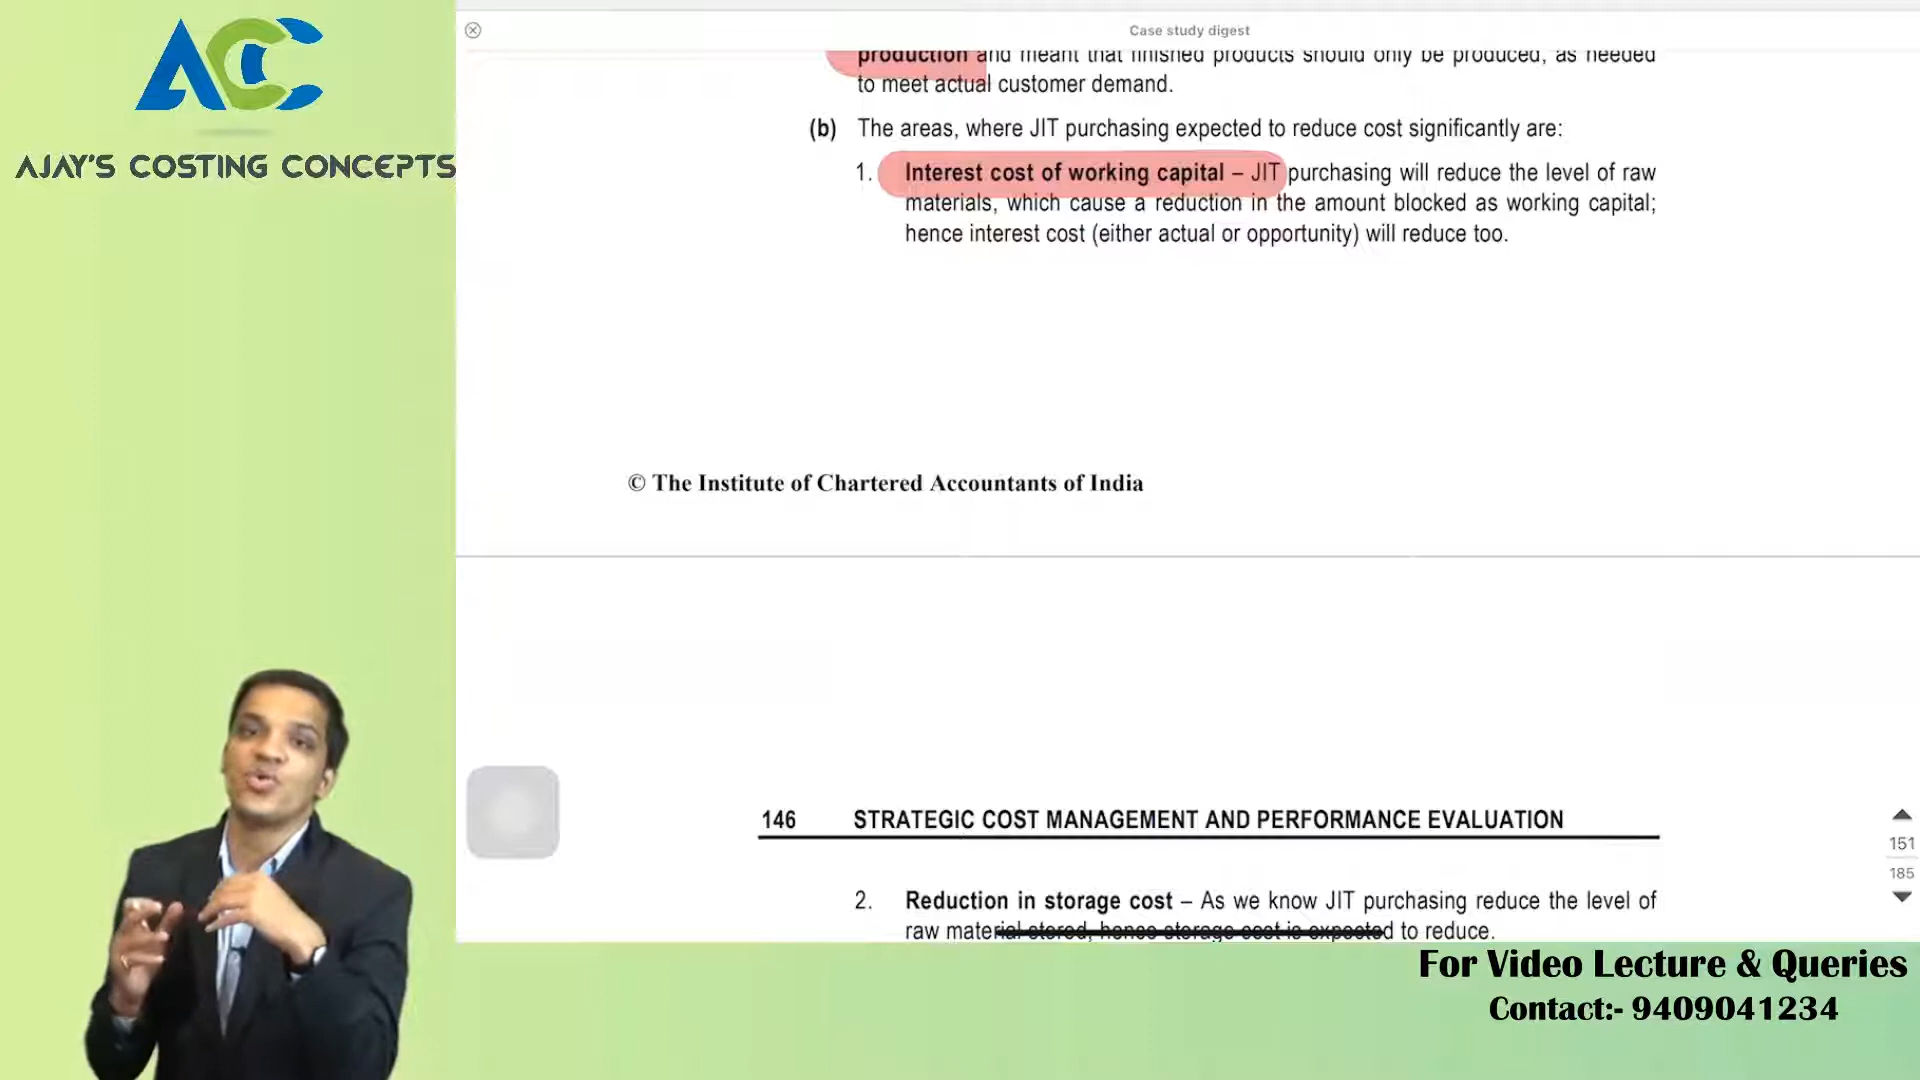 ACC
AJAY'S COSTING CONCEPTS
Case study digest
production and meant that finished products should only be produced, as needed
to meet actual customer demand.
(b) The areas, where JIT purchasing expected to reduce cost significantly are:
1. Interest cost of working capital – JIT purchasing will reduce the level of raw
materials, which cause a reduction in the amount blocked as working capital;
hence interest cost (either actual or opportunity) will reduce too.
© The Institute of Chartered Accountants of India
146 STRATEGIC COST MANAGEMENT AND PERFORMANCE EVALUATION
151
185
2. Reduction in storage cost – As we know JIT purchasing reduce the level of
raw material stored, hence storage cost is expected to reduce.
For Video Lecture & Queries
Contact:- 9409041234